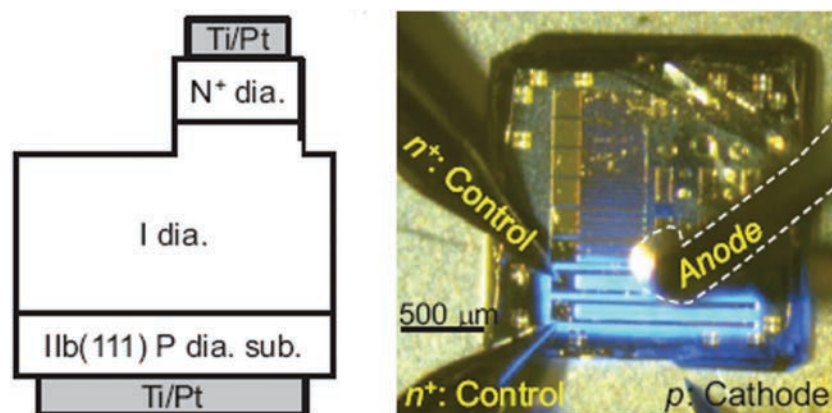 Ti/Pt
N⁺ dia.
I dia.
IIb(111) P dia. sub.
Ti/Pt
n⁺: Control
Anode
500 μm
n⁺: Control
p: Cathode